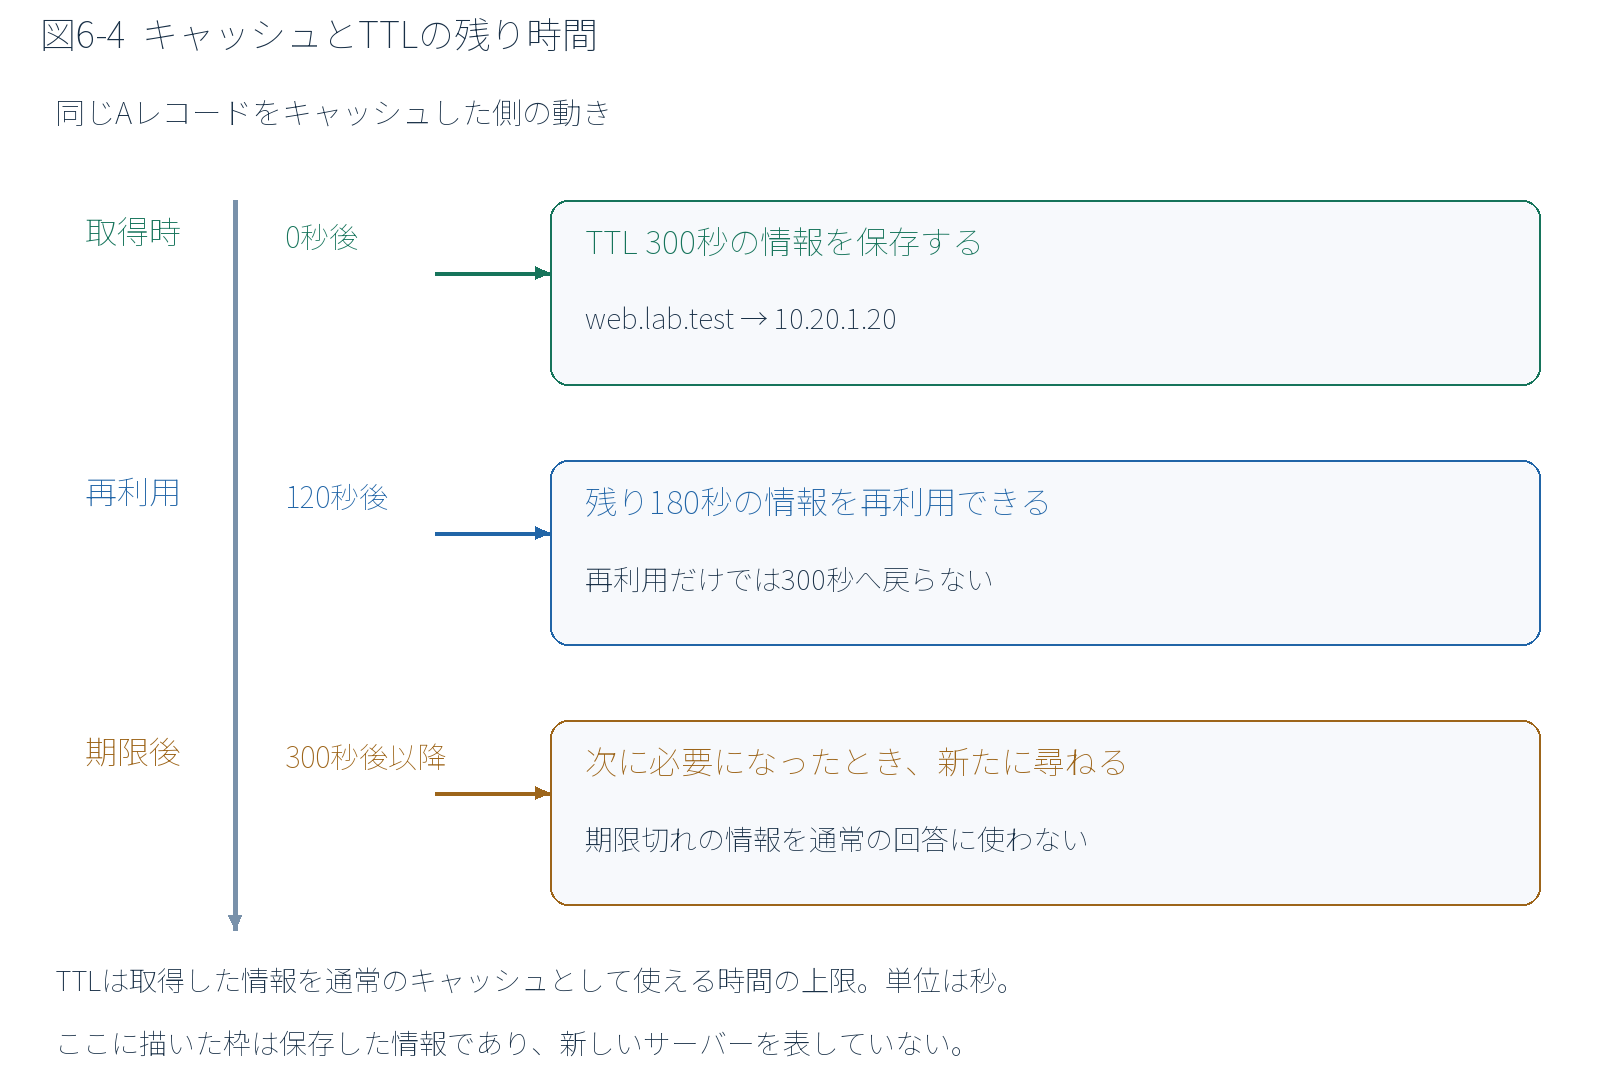 図6-4 キャッシュとTTLの残り時間
同じAレコードをキャッシュした側の動き
取得時
0秒後
TTL 300秒の情報を保存する
web.lab.test → 10.20.1.20
再利用
120秒後
残り180秒の情報を再利用できる
再利用だけでは300秒へ戻らない
期限後
300秒後以降
次に必要になったとき、新たに尋ねる
期限切れの情報を通常の回答に使わない
TTLは取得した情報を通常のキャッシュとして使える時間の上限。単位は秒。
ここに描いた枠は保存した情報であり、新しいサーバーを表していない。